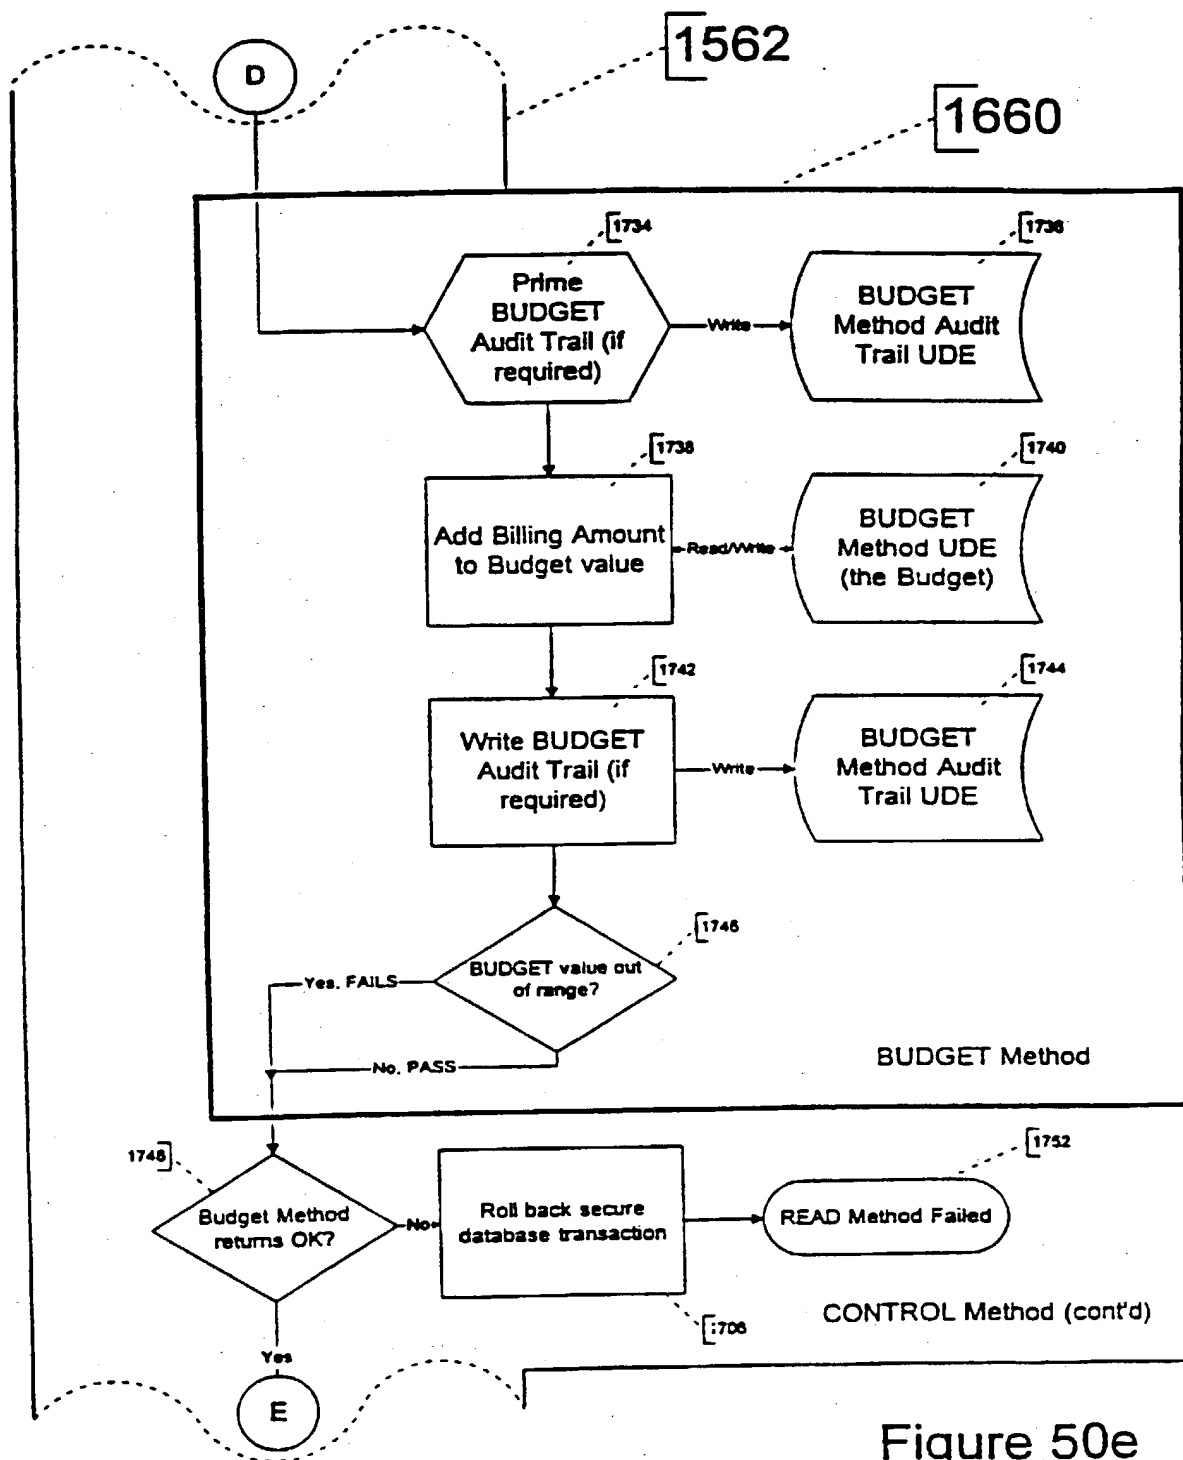 1562
D
1660
1734
1736
Prime
BUDGET
Audit Trail (if
required)
Write
BUDGET
Method Audit
Trail UDE
1738
1740
Add Billing Amount
to Budget value
Read/Write
BUDGET
Method UDE
(the Budget)
1742
1744
Write BUDGET
Audit Trail (if
required)
Write
BUDGET
Method Audit
Trail UDE
1746
BUDGET value out
of range?
Yes, FAILS
No, PASS
BUDGET Method
1748
1752
Budget Method
returns OK?
No
Roll back secure
database transaction
READ Method Failed
1706
CONTROL Method (cont'd)
Yes
E
Figure 50e